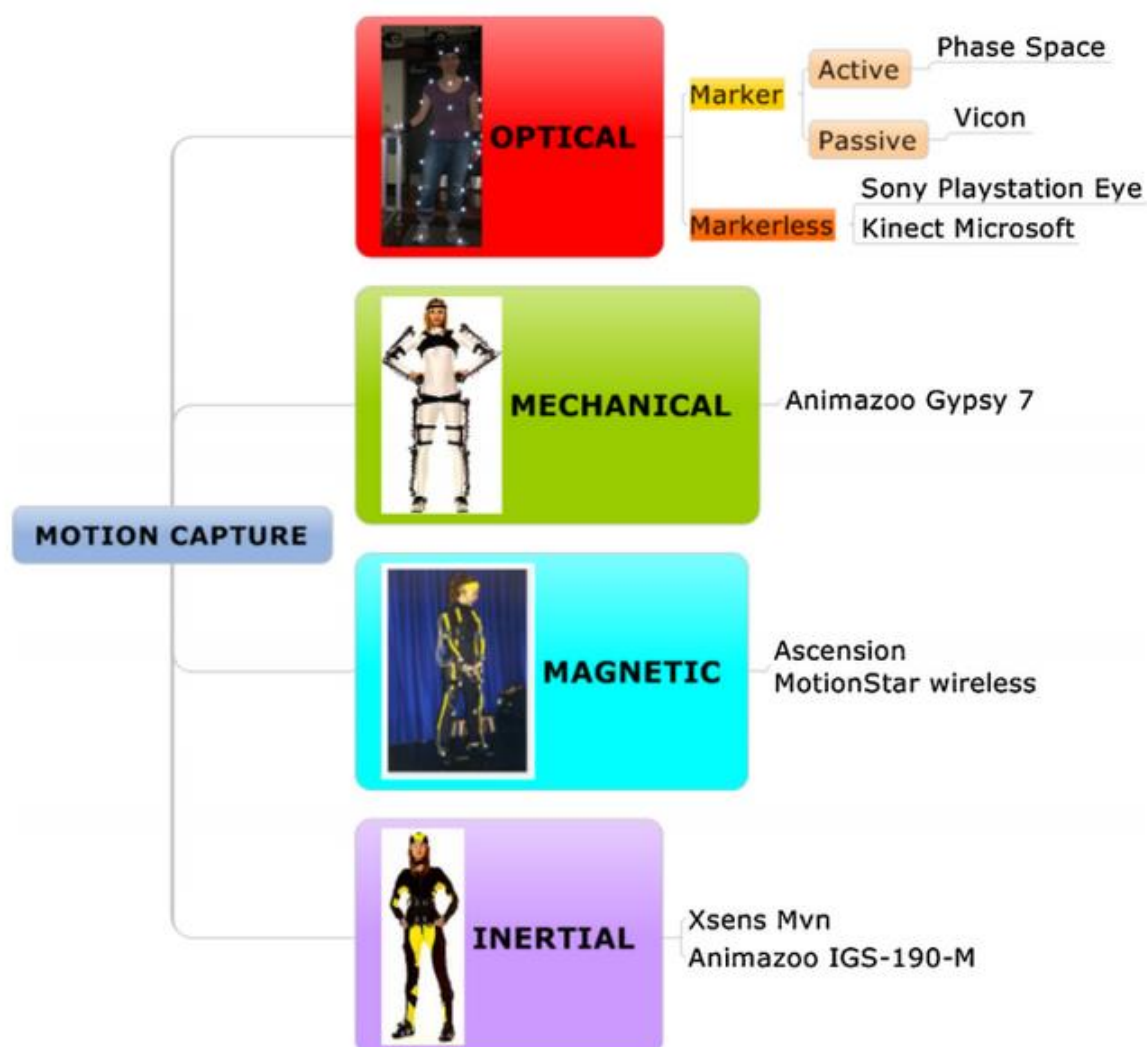 OPTICAL
Marker
Active
Phase Space
Passive
Vicon
Markerless
Sony Playstation Eye
Kinect Microsoft
MECHANICAL
Animazoo Gypsy 7
MOTION CAPTURE
MAGNETIC
Ascension
MotionStar wireless
INERTIAL
Xsens Mvn
Animazoo IGS-190-M